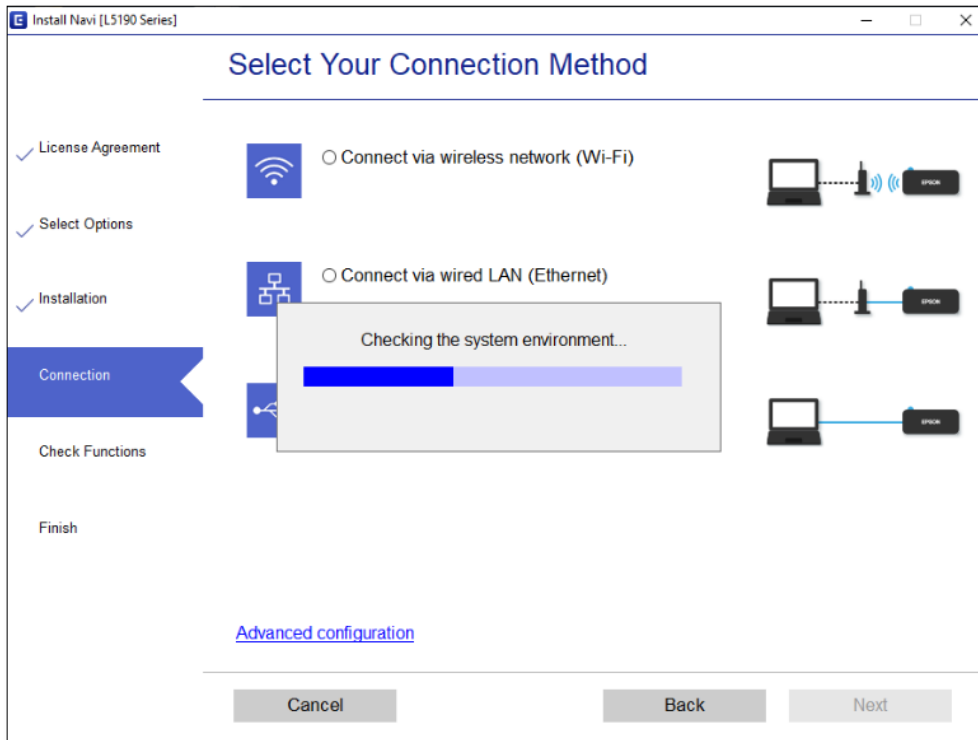 Install Navi [L5190 Series]
Select Your Connection Method
License Agreement
Select Options
Installation
Connection
Check Functions
Finish
Connect via wireless network (Wi-Fi)
EPSON
Connect via wired LAN (Ethernet)
EPSON
Checking the system environment...
EPSON
Advanced configuration
Cancel
Back
Next